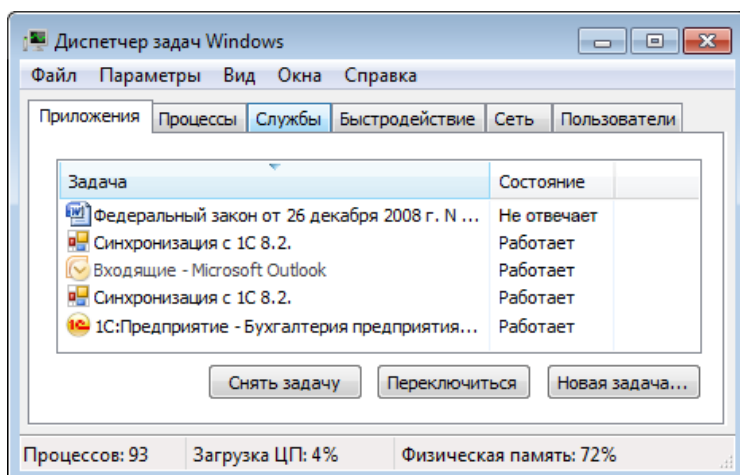 Диспетчер задач Windows
Файл Параметры Вид Окна Справка
Приложения Процессы Службы Быстродействие Сеть Пользователи
Задача Состояние
Федеральный закон от 26 декабря 2008 г. N ... Не отвечает
Синхронизация с 1С 8.2. Работает
Входящие - Microsoft Outlook Работает
Синхронизация с 1С 8.2. Работает
1С:Предприятие - Бухгалтерия предприятия... Работает
Снять задачу Переключиться Новая задача...
Процессов: 93 Загрузка ЦП: 4% Физическая память: 72%